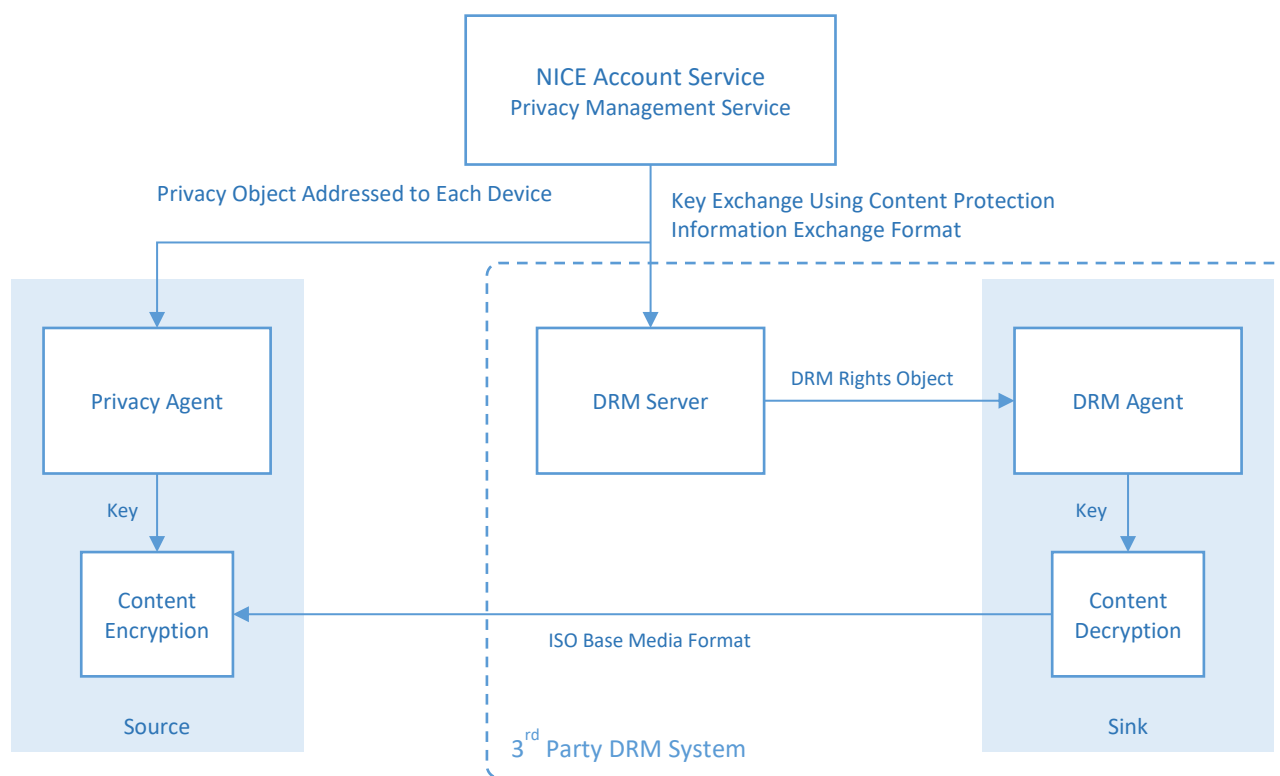 NICE Account Service
Privacy Management Service
Privacy Object Addressed to Each Device
Key Exchange Using Content Protection
Information Exchange Format
Privacy Agent
DRM Server
DRM Rights Object
DRM Agent
Key
Key
Content
Encryption
ISO Base Media Format
Content
Decryption
Source
3rd Party DRM System
Sink